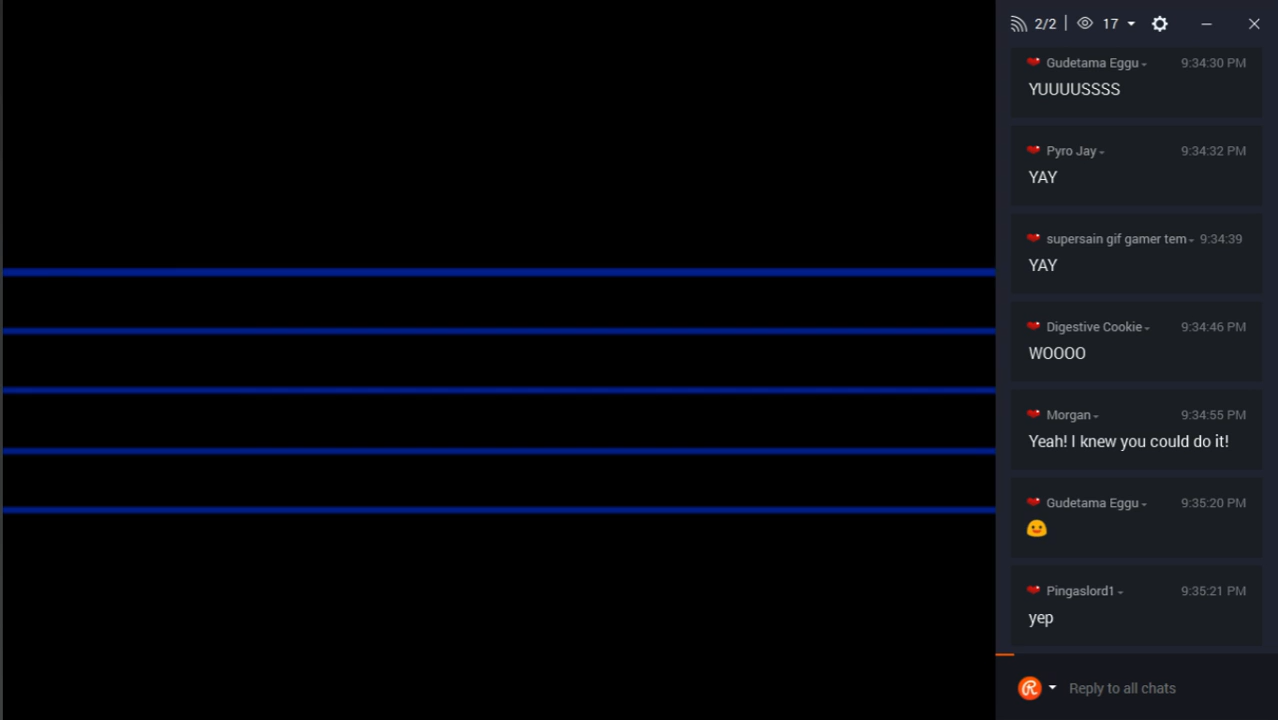 2/2 | 17
Gudetama Eggu 9:34:30 PM
YUUUUSSSS
Pyro Jay 9:34:32 PM
YAY
supersain gif gamer tem 9:34:39
YAY
Digestive Cookie 9:34:46 PM
WOOOO
Morgan 9:34:55 PM
Yeah! I knew you could do it!
Gudetama Eggu 9:35:20 PM
Pingaslord1 9:35:21 PM
yep
Reply to all chats